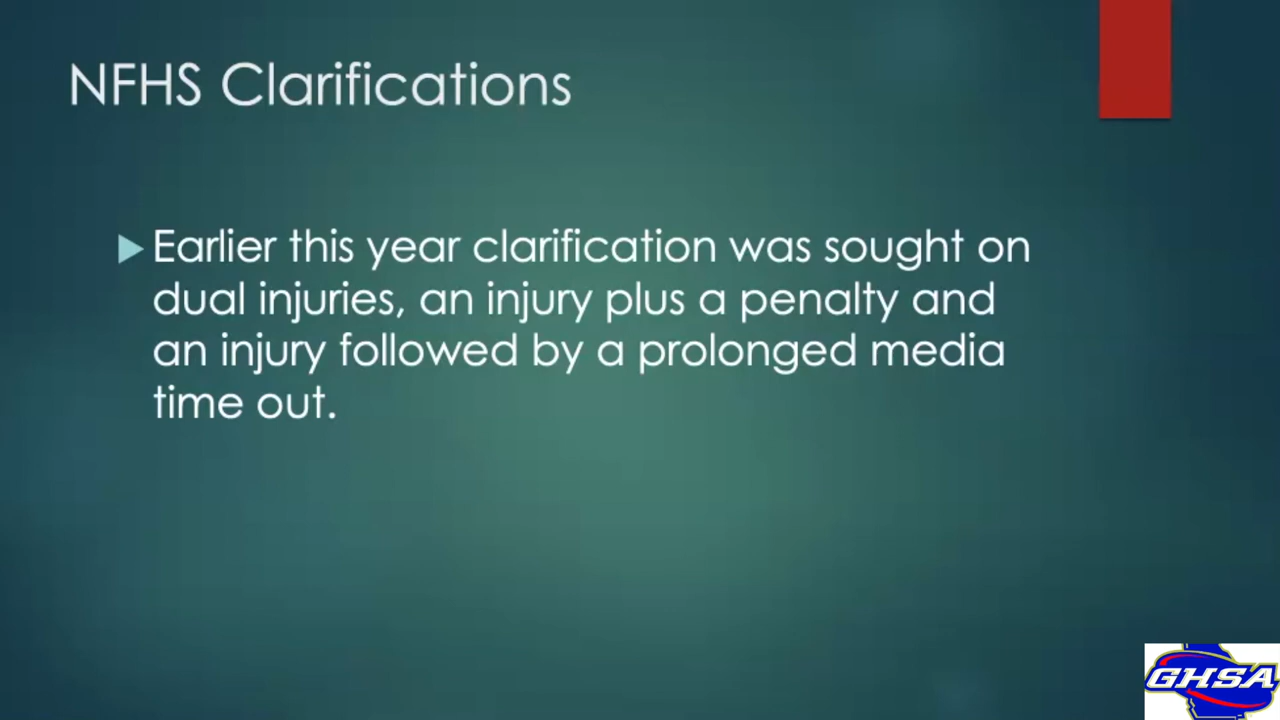 NFHS Clarifications
Earlier this year clarification was sought on
dual injuries, an injury plus a penalty and
an injury followed by a prolonged media
time out.
GHSA